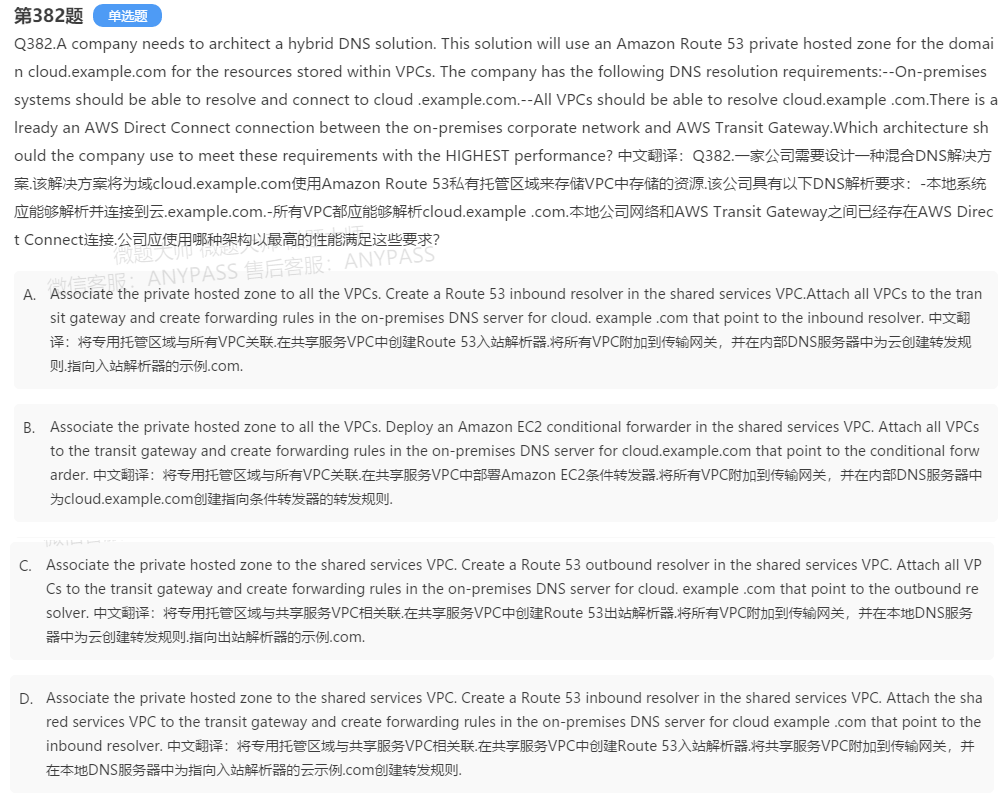 第382题 单选题
Q382.A company needs to architect a hybrid DNS solution. This solution will use an Amazon Route 53 private hosted zone for the domai
n cloud.example.com for the resources stored within VPCs. The company has the following DNS resolution requirements:--On-premises
systems should be able to resolve and connect to cloud .example.com.--All VPCs should be able to resolve cloud.example .com.There is a
lready an AWS Direct Connect connection between the on-premises corporate network and AWS Transit Gateway.Which architecture sh
ould the company use to meet these requirements with the HIGHEST performance? 中文翻译：Q382.一家公司需要设计一种混合DNS解决方
案.该解决方案将为域cloud.example.com使用Amazon Route 53私有托管区域来存储VPC中存储的资源.该公司具有以下DNS解析要求：-本地系统
应能够解析并连接到云.example.com.-所有VPC都应能够解析cloud.example .com.本地公司网络和AWS Transit Gateway之间已经存在AWS Direc
t Connect连接.公司应使用哪种架构以最高的性能满足这些要求?
微题大师 微题大师 微题大师
微信客服：ANYPASS 售后客服：ANYPASS
A. Associate the private hosted zone to all the VPCs. Create a Route 53 inbound resolver in the shared services VPC.Attach all VPCs to the tran
sit gateway and create forwarding rules in the on-premises DNS server for cloud. example .com that point to the inbound resolver. 中文翻
译：将专用托管区域与所有VPC关联.在共享服务VPC中创建Route 53入站解析器.将所有VPC附加到传输网关，并在内部DNS服务器中为云创建转发规
则.指向入站解析器的示例.com.
B. Associate the private hosted zone to all the VPCs. Deploy an Amazon EC2 conditional forwarder in the shared services VPC. Attach all VPCs
to the transit gateway and create forwarding rules in the on-premises DNS server for cloud.example.com that point to the conditional forw
arder. 中文翻译：将专用托管区域与所有VPC关联.在共享服务VPC中部署Amazon EC2条件转发器.将所有VPC附加到传输网关，并在内部DNS服务器中
为cloud.example.com创建指向条件转发器的转发规则.
C. Associate the private hosted zone to the shared services VPC. Create a Route 53 outbound resolver in the shared services VPC. Attach all VP
Cs to the transit gateway and create forwarding rules in the on-premises DNS server for cloud. example .com that point to the outbound re
solver. 中文翻译：将专用托管区域与共享服务VPC相关联.在共享服务VPC中创建Route 53出站解析器.将所有VPC附加到传输网关，并在本地DNS服务
器中为云创建转发规则.指向出站解析器的示例.com.
D. Associate the private hosted zone to the shared services VPC. Create a Route 53 inbound resolver in the shared services VPC. Attach the sha
red services VPC to the transit gateway and create forwarding rules in the on-premises DNS server for cloud example .com that point to the
inbound resolver. 中文翻译：将专用托管区域与共享服务VPC相关联.在共享服务VPC中创建Route 53入站解析器.将共享服务VPC附加到传输网关，并
在本地DNS服务器中为指向入站解析器的云示例.com创建转发规则.